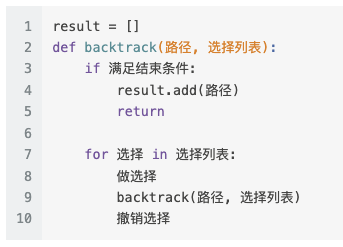 1 result = []
2 def backtrack(路径, 选择列表):
3     if 满足结束条件:
4         result.add(路径)
5         return
6
7     for 选择 in 选择列表:
8         做选择
9         backtrack(路径, 选择列表)
10         撤销选择